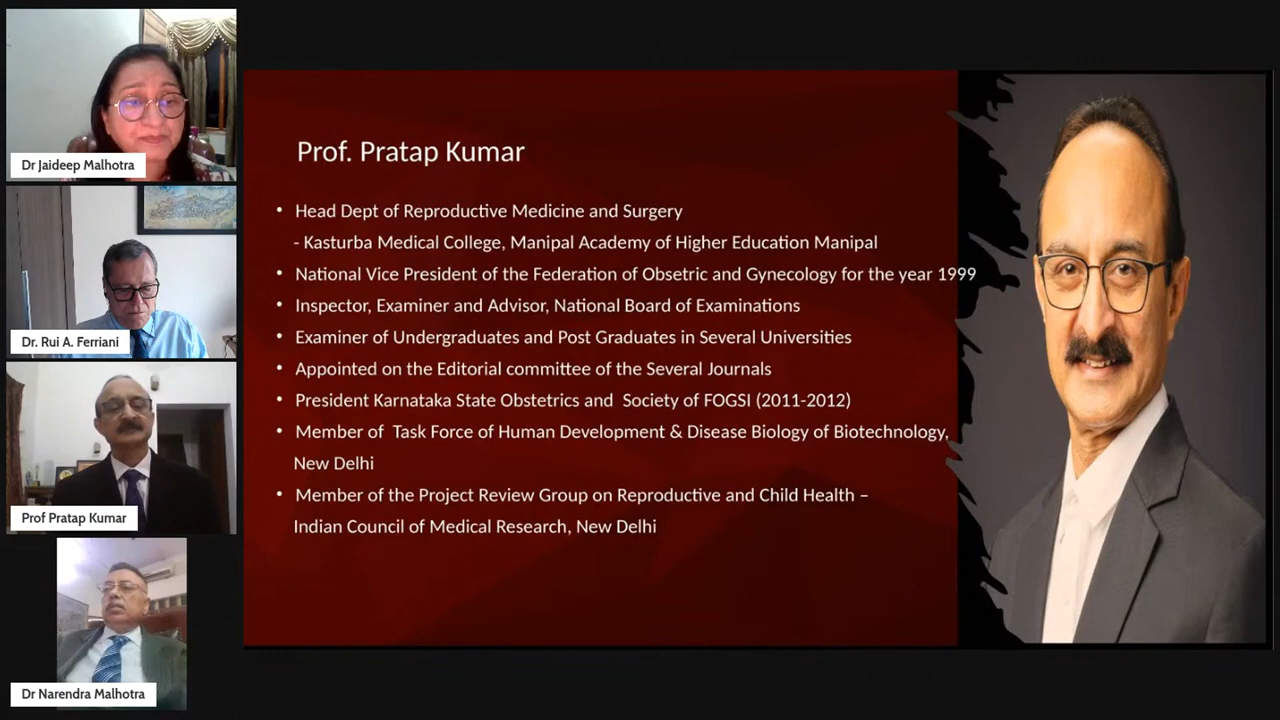 Dr Jaideep Malhotra
Dr. Rui A. Ferriani
Prof Pratap Kumar
Dr Narendra Malhotra
Prof. Pratap Kumar
• Head Dept of Reproductive Medicine and Surgery
- Kasturba Medical College, Manipal Academy of Higher Education Manipal
• National Vice President of the Federation of Obsetric and Gynecology for the year 1999
• Inspector, Examiner and Advisor, National Board of Examinations
• Examiner of Undergraduates and Post Graduates in Several Universities
• Appointed on the Editorial committee of the Several Journals
• President Karnataka State Obstetrics and Society of FOGSI (2011-2012)
• Member of Task Force of Human Development & Disease Biology of Biotechnology,
New Delhi
• Member of the Project Review Group on Reproductive and Child Health –
Indian Council of Medical Research, New Delhi